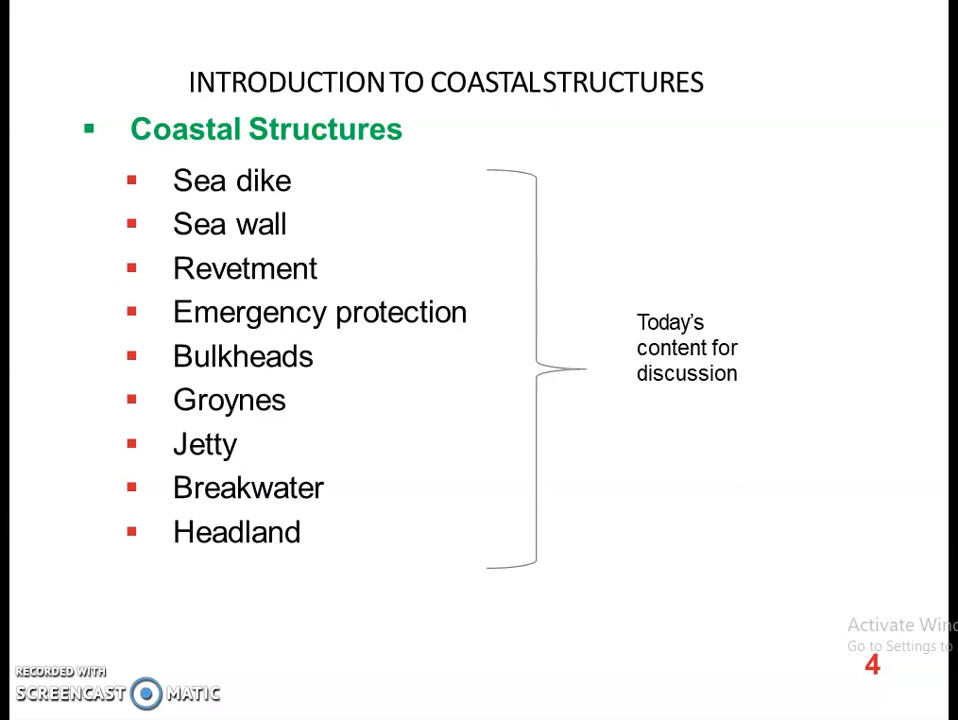 INTRODUCTION TO COASTAL STRUCTURES
Coastal Structures
Sea dike
Sea wall
Revetment
Emergency protection
Bulkheads
Groynes
Jetty
Breakwater
Headland
Today's
content for
discussion
Activate Wind
Go to Settings to
4
RECORDED WITH
SCREENCAST MATIC